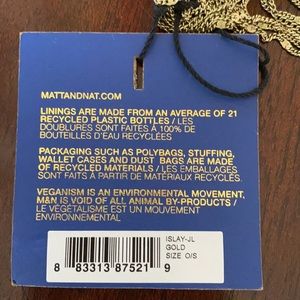 MATTANDNAT.COM
LININGS ARE MADE FROM AN AVERAGE OF 21
RECYCLED PLASTIC BOTTLES / LES
DOUBLURES SONT FAITES À 100% DE
BOUTEILLES D'EAU RECYCLÉES
PACKAGING SUCH AS POLYBAGS, STUFFING,
WALLET CASES AND DUST BAGS ARE MADE
OF RECYCLED MATERIALS / LES EMBALLAGES
SONT FAITS À PARTIR DE MATÉRIAUX RECYCLÉS.
VEGANISM IS AN ENVIRONMENTAL MOVEMENT,
M&N IS VOID OF ALL ANIMAL BY-PRODUCTS /
LE VÉGÉTALISME EST UN MOUVEMENT
ENVIRONNEMENTAL
ISLAY-JL
GOLD
SIZE O/S
8 83313 87521 9